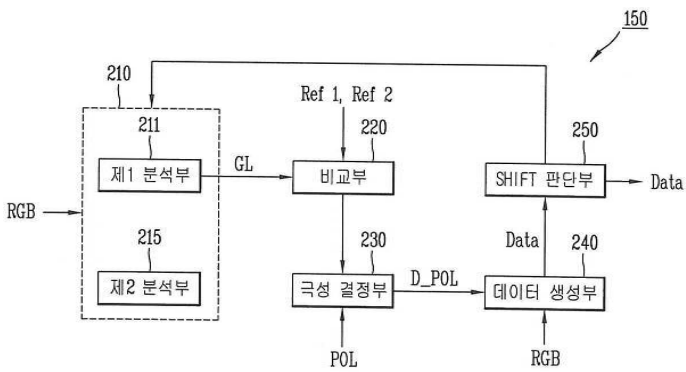 150
210
Ref 1, Ref 2
211
220
250
제1 분석부
GL
비교부
SHIFT 판단부
Data
RGB
Data
215
230
240
제2 분석부
극성 결정부
D_POL
데이터 생성부
POL
RGB